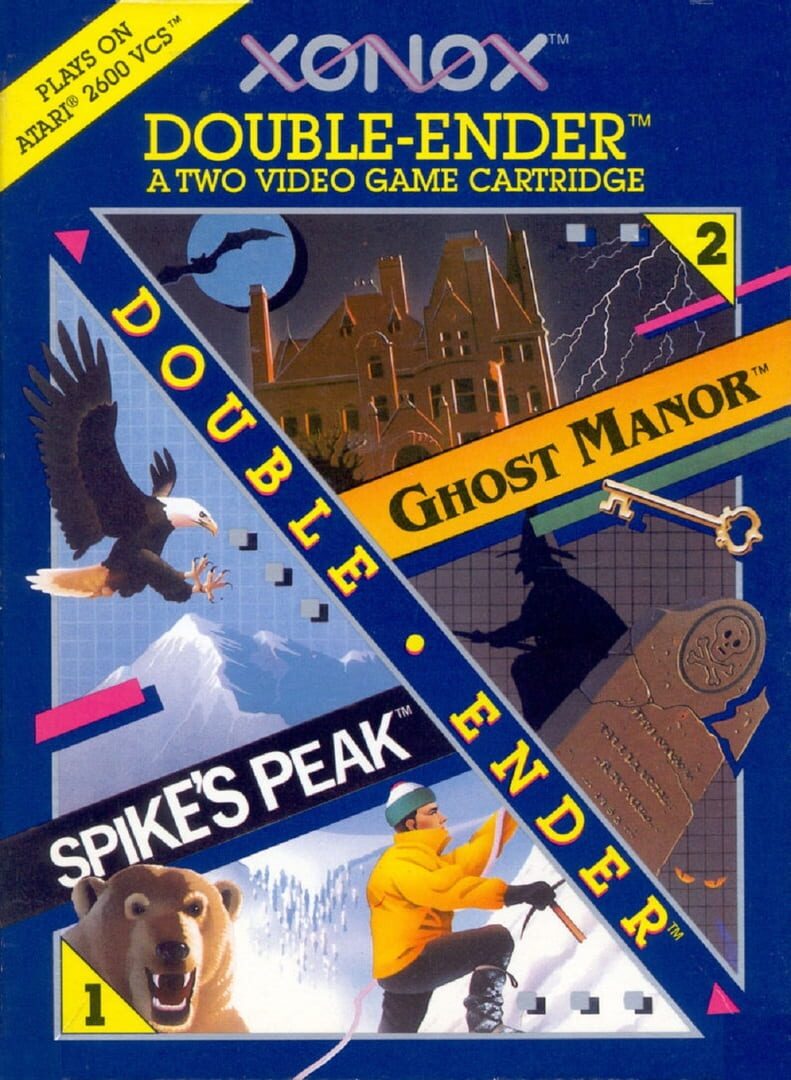 PLAYS ON
ATARI® 2600 VCS™
XONOX™
DOUBLE-ENDER™
A TWO VIDEO GAME CARTRIDGE
2
DOUBLE • ENDER™
GHOST MANOR™
SPIKE'S PEAK™
1